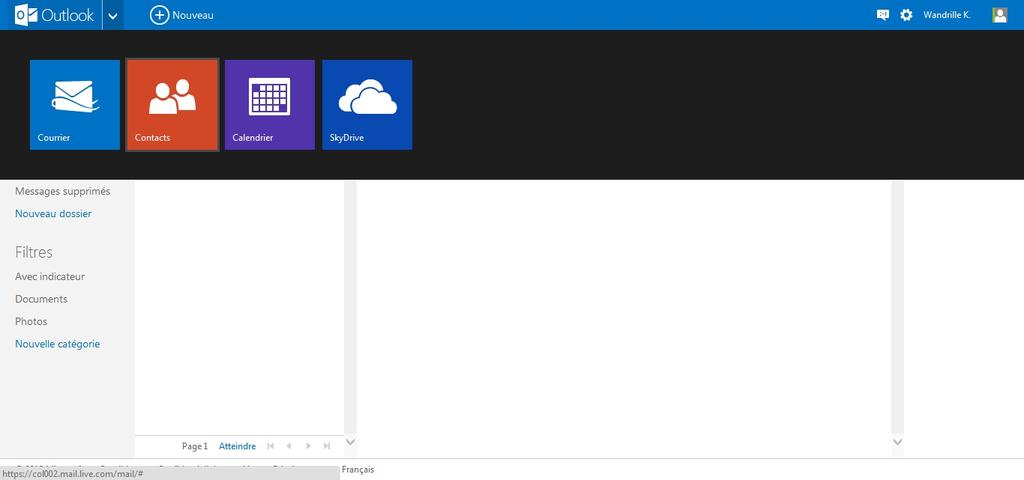 Outlook
Nouveau
Wandrille K.
Courrier
Contacts
Calendrier
SkyDrive
Messages supprimés
Nouveau dossier
Filtres
Avec indicateur
Documents
Photos
Nouvelle catégorie
Page 1 Atteindre
Français
https://col002.mail.live.com/mail/#